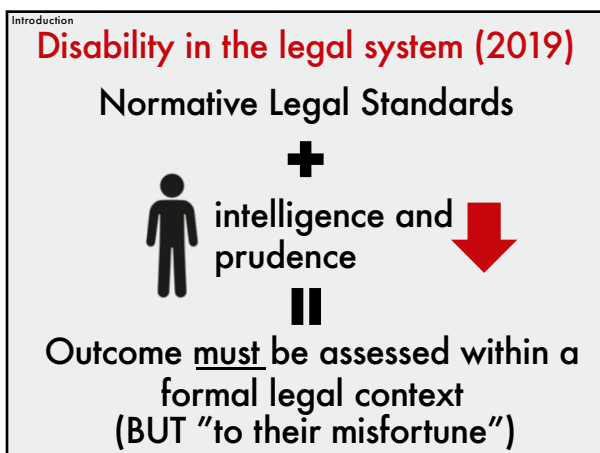 Introduction
Disability in the legal system (2019)
Normative Legal Standards
intelligence and
prudence
Outcome must be assessed within a
formal legal context
(BUT ”to their misfortune”)